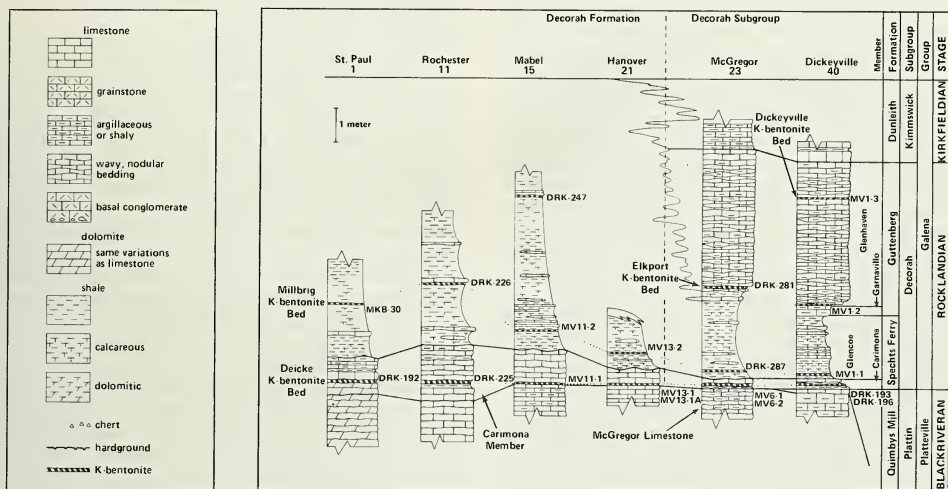 limestone
grainstone
argillaceous
or shaly
wavy, nodular
bedding
basal conglomerate
dolomite
same variations
as limestone
shale
calcareous
dolomitic
chert
hardground
K-bentonite
Decorah Formation
Decorah Subgroup
St. Paul
1
Rochester
11
Mabel
15
Hanover
21
McGregor
23
Dickeyville
40
Member
Formation
Subgroup
Group
STAGE
1 meter
Dickeyville
K-bentonite
Bed
DRK-247
MV1-3
Millbrig
K-bentonite
Bed
MKB-30
DRK-226
Elkport
K-bentonite
Bed
DRK-281
MV1-2
MV11-2
MV13-2
Deicke
K-bentonite
Bed
DRK-192
DRK-225
MV11-1
DRK-287
MV1-1
MV13-1
MV13-1A
MV6-1
MV6-2
DRK-193
DRK-196
Carimona
Member
McGregor Limestone
Glenhaven
Garnavillo
Glencoe
Carimona
Dunleith
Guttenberg
Spechts Ferry
Quimbys Mill
Kimmswick
Decorah
Plattin
Galena
Platteville
KIRKFIELDIAN
ROCKLANDIAN
BLACKRIVERAN